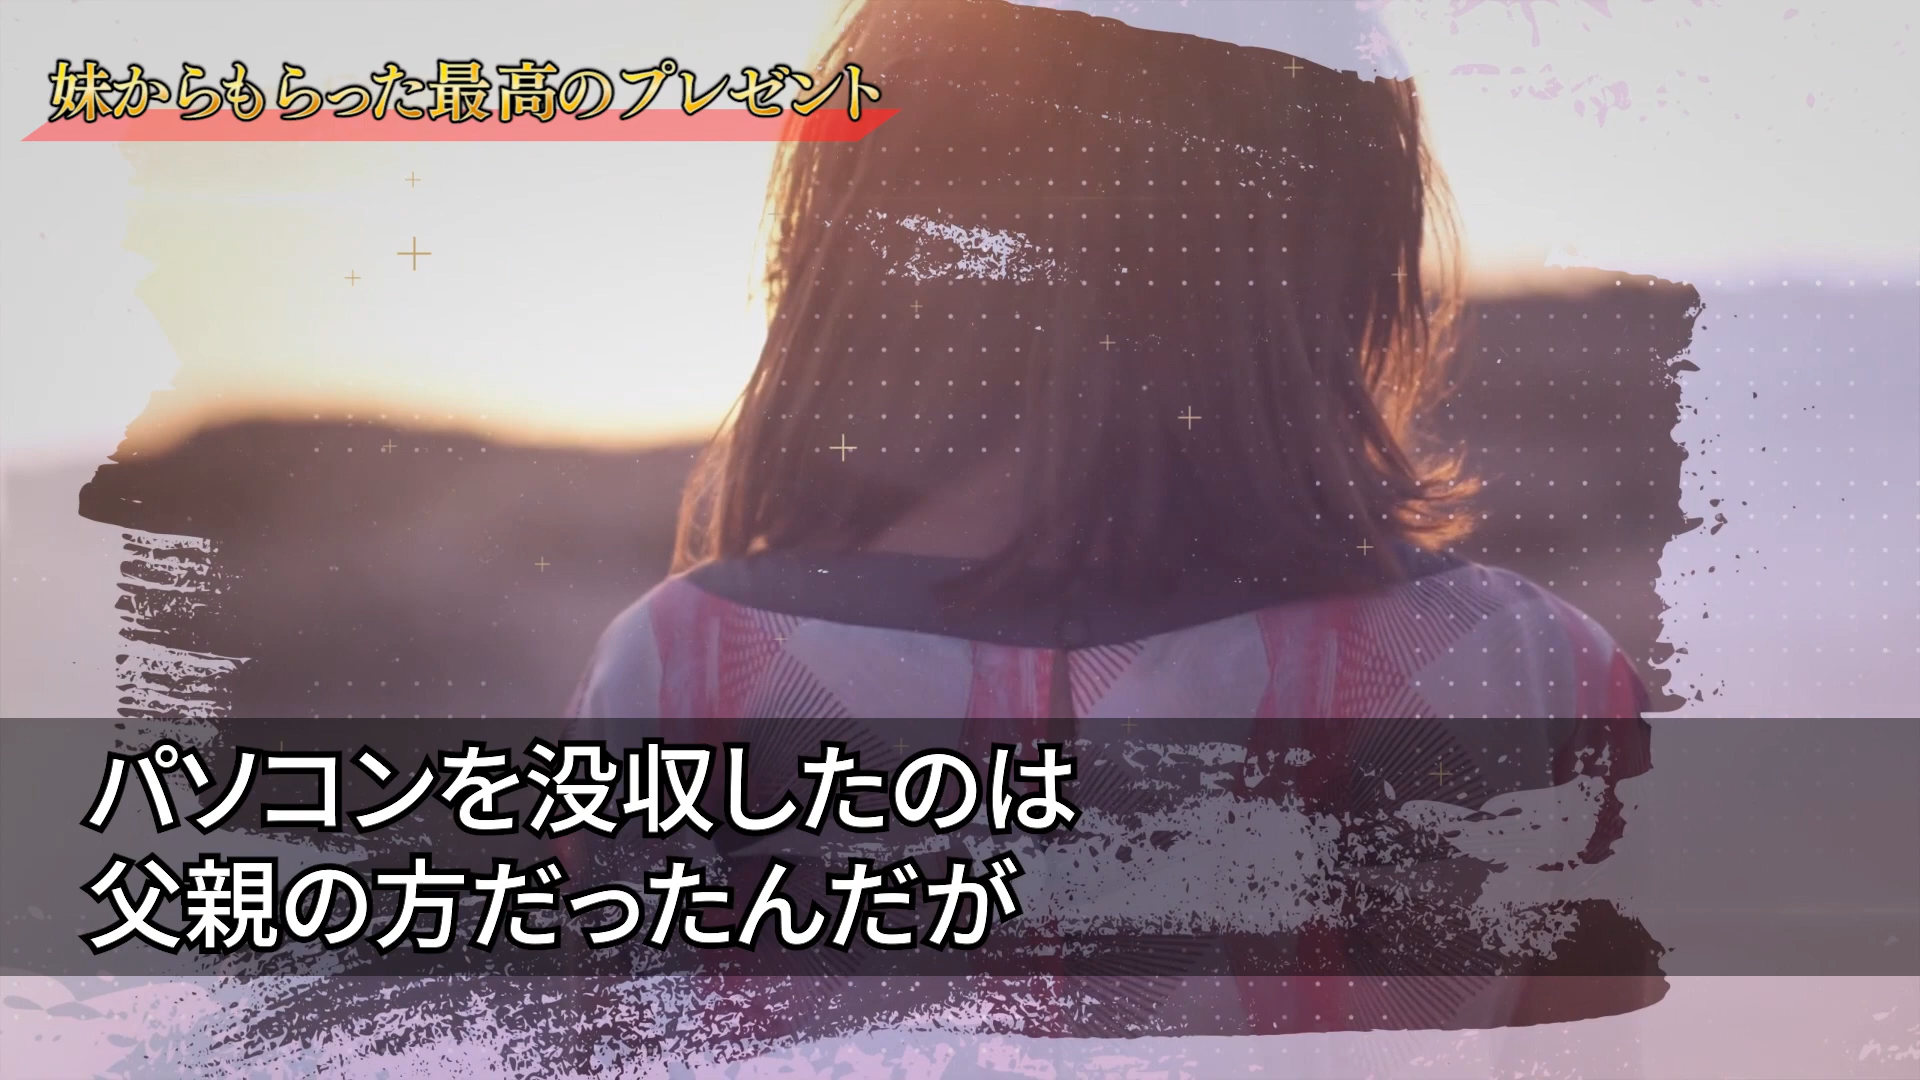 妹からもらった最高のプレゼント
パソコンを没収したのは
父親の方だったんだが